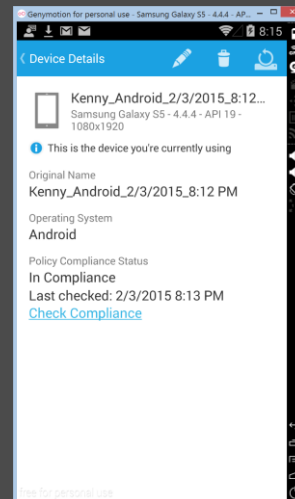 Genymotion for personal use - Samsung Galaxy S5 - 4.4.4 - AP...
8:15
Device Details
Kenny_Android_2/3/2015_8:12...
Samsung Galaxy S5 - 4.4.4 - API 19 -
1080x1920
This is the device you're currently using
Original Name
Kenny_Android_2/3/2015_8:12 PM
Operating System
Android
Policy Compliance Status
In Compliance
Last checked: 2/3/2015 8:13 PM
Check Compliance
free for personal use